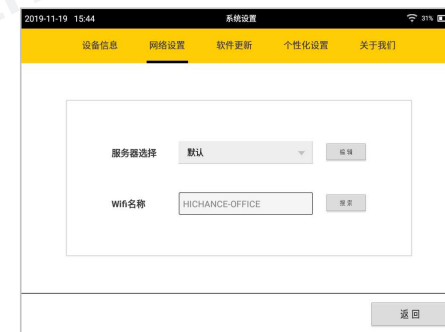 2019-11-19 15:44 系统设置 31%
设备信息 网络设置 软件更新 个性化设置 关于我们
服务器选择 默认 编辑
Wifi名称 HICHANCE-OFFICE 搜索
返回